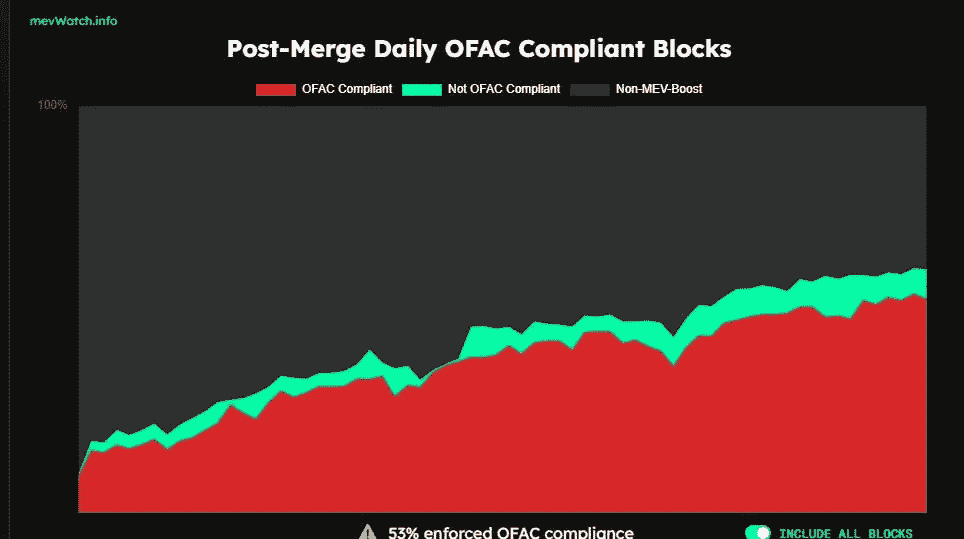 mevWatch.info
Post-Merge Daily OFAC Compliant Blocks
OFAC Compliant Not OFAC Compliant Non-MEV-Boost
100%
53% enforced OFAC compliance
INCLUDE ALL BLOCKS